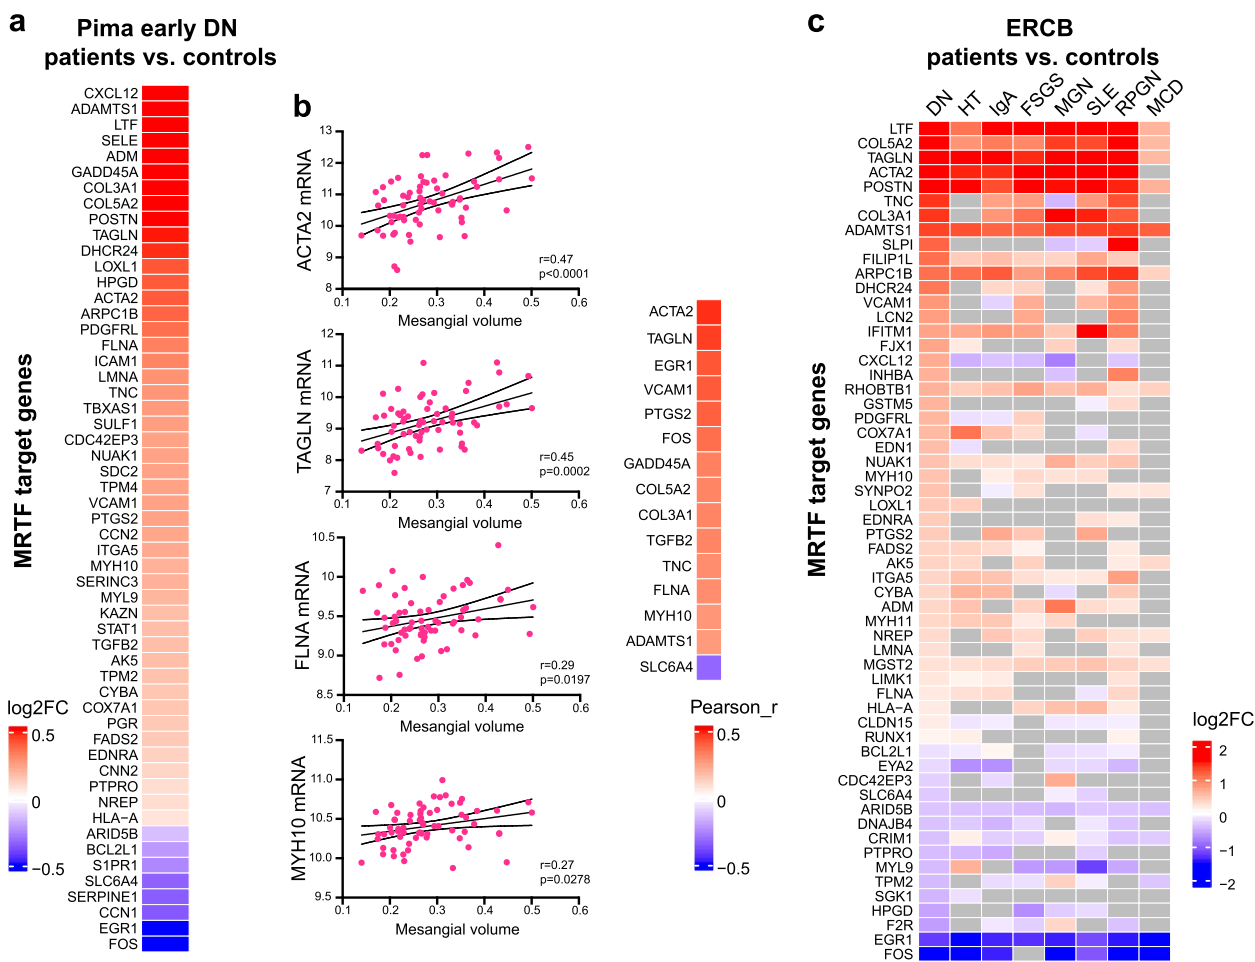 a
Pima early DN
patients vs. controls
MRTF target genes
CXCL12
ADAMTS1
LTF
SELE
ADM
GADD45A
COL3A1
COL5A2
POSTN
TAGLN
DHCR24
LOXL1
HPGD
ACTA2
ARPC1B
PDGFRL
FLNA
ICAM1
LMNA
TNC
TBXAS1
SULF1
CDC42EP3
NUAK1
SDC2
TPM4
VCAM1
PTGS2
CCN2
ITGA5
MYH10
SERINC3
MYL9
KAZN
STAT1
TGFB2
AK5
TPM2
CYBA
COX7A1
PGR
FADS2
EDNRA
CNN2
PTPRO
NREP
HLA-A
ARID5B
BCL2L1
S1PR1
SLC6A4
SERPINE1
CCN1
EGR1
FOS
log2FC
0.5
0
−0.5
b
ACTA2 mRNA
13
12
11
10
9
8
0.1 0.2 0.3 0.4 0.5 0.6
Mesangial volume
r=0.47
p<0.0001
TAGLN mRNA
12
11
10
9
8
7
0.1 0.2 0.3 0.4 0.5 0.6
Mesangial volume
r=0.45
p=0.0002
FLNA mRNA
10.5
10
9.5
9.0
8.5
0.1 0.2 0.3 0.4 0.5 0.6
Mesangial volume
r=0.29
p=0.0197
MYH10 mRNA
11.5
11.0
10.5
10.0
9.5
0.1 0.2 0.3 0.4 0.5 0.6
Mesangial volume
r=0.27
p=0.0278
ACTA2
TAGLN
EGR1
VCAM1
PTGS2
FOS
GADD45A
COL5A2
COL3A1
TGFB2
TNC
FLNA
MYH10
ADAMTS1
SLC6A4
Pearson_r
0.5
0
−0.5
c
ERCB
patients vs. controls
DN HT IgA FSGS MGN SLE RPGN MCD
MRTF target genes
LTF
COL5A2
TAGLN
ACTA2
POSTN
TNC
COL3A1
ADAMTS1
SLPI
FILIP1L
ARPC1B
DHCR24
VCAM1
LCN2
IFITM1
FJX1
CXCL12
INHBA
RHOBTB1
GSTM5
PDGFRL
COX7A1
EDN1
NUAK1
MYH10
SYNPO2
LOXL1
EDNRA
PTGS2
FADS2
AK5
ITGA5
CYBA
ADM
MYH11
NREP
LMNA
MGST2
LIMK1
FLNA
HLA−A
CLDN15
RUNX1
BCL2L1
EYA2
CDC42EP3
SLC6A4
ARID5B
DNAJB4
CRIM1
PTPRO
MYL9
TPM2
SGK1
HPGD
F2R
EGR1
FOS
log2FC
2
1
0
−1
−2